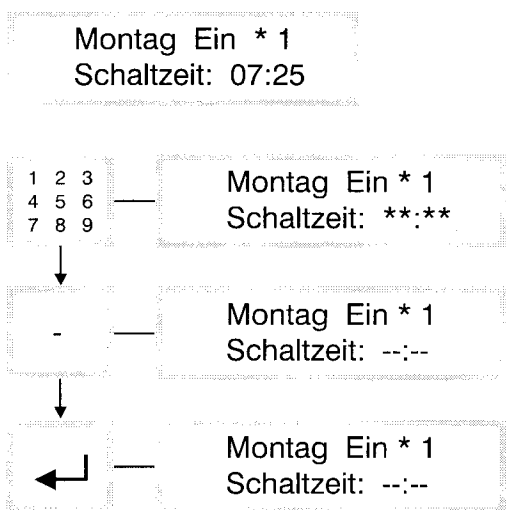 Montag Ein * 1
Schaltzeit: 07:25
1 2 3
4 5 6
7 8 9
Montag Ein * 1
Schaltzeit: **:**
-
Montag Ein * 1
Schaltzeit: --:--
Montag Ein * 1
Schaltzeit: --:--